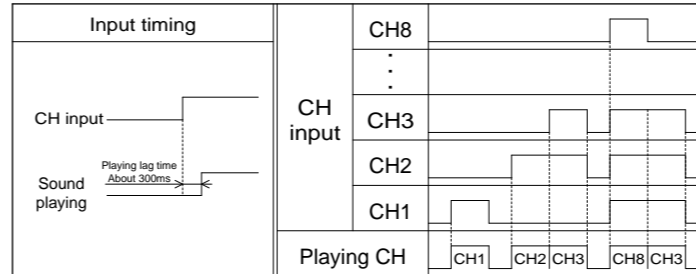 Input timing
CH input
Playing lag time
About 300ms
Sound
playing
CH
input
CH8
CH3
CH2
CH1
Playing CH
CH1 CH2 CH3 CH8 CH3